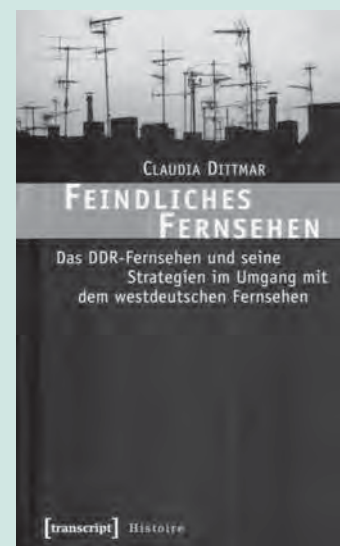 CLAUDIA DITTMAR
FEINDLICHES
FERNSEHEN
Das DDR-Fernsehen und seine
Strategien im Umgang mit
dem westdeutschen Fernsehen
[transcript] Histoire